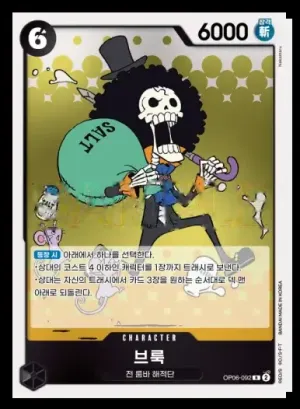 6
6000
참격
斬
SALT
등장 시 아래에서 하나를 선택한다.
•상대의 코스트 4 이하인 캐릭터를 1장까지 트래시로 보낸다.
•상대는 자신의 트래시에서 카드 3장을 원하는 순서대로 덱 맨
아래로 되돌린다.
CHARACTER
브룩
전 룸바 해적단
OP06-092 R 2